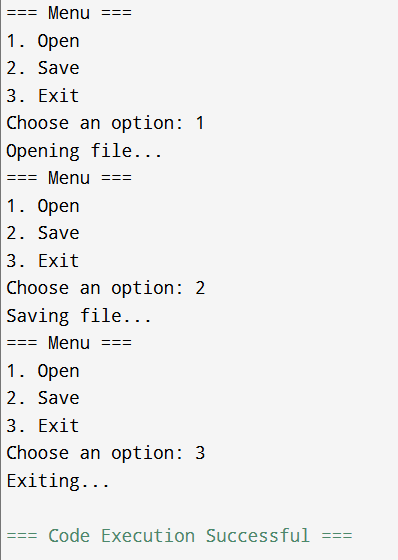 === Menu ===
1. Open
2. Save
3. Exit
Choose an option: 1
Opening file...
=== Menu ===
1. Open
2. Save
3. Exit
Choose an option: 2
Saving file...
=== Menu ===
1. Open
2. Save
3. Exit
Choose an option: 3
Exiting...
=== Code Execution Successful ===